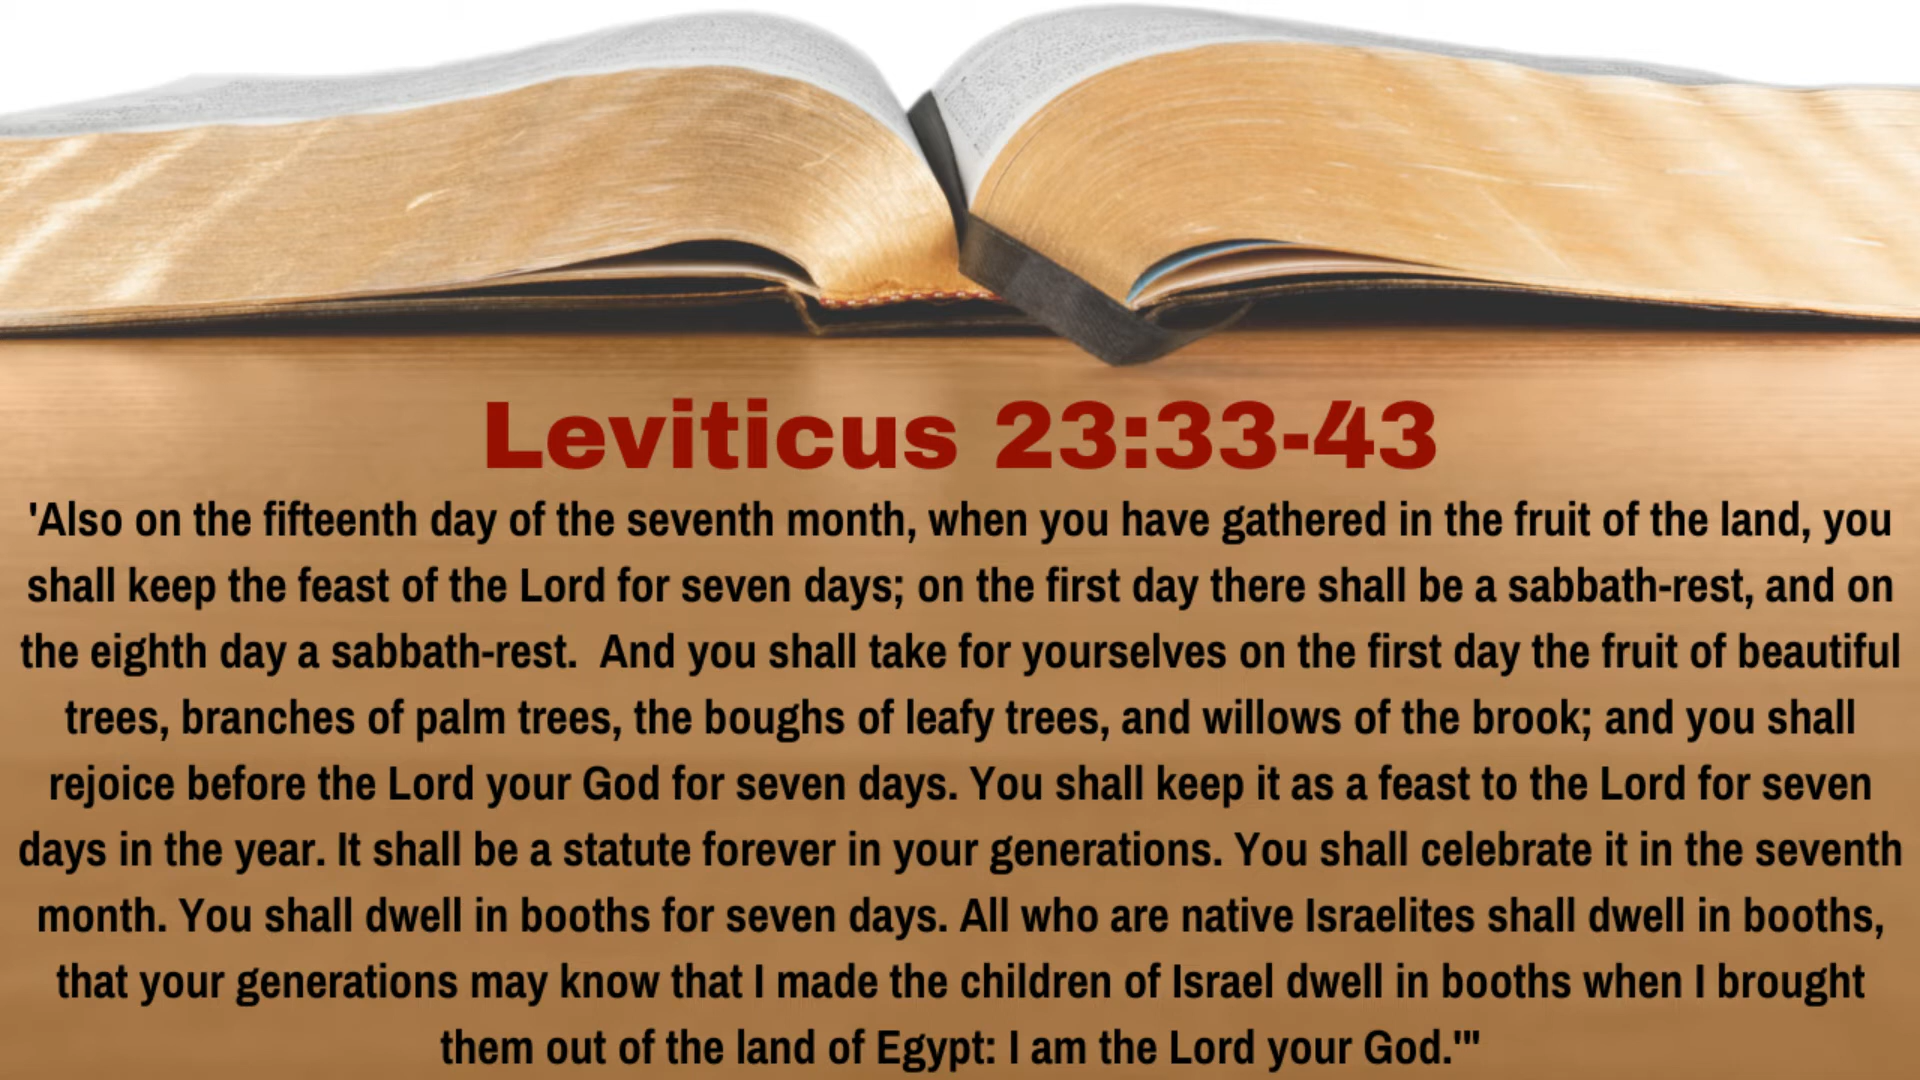 Leviticus 23:33-43
'Also on the fifteenth day of the seventh month, when you have gathered in the fruit of the land, you
shall keep the feast of the Lord for seven days; on the first day there shall be a sabbath-rest, and on
the eighth day a sabbath-rest.  And you shall take for yourselves on the first day the fruit of beautiful
trees, branches of palm trees, the boughs of leafy trees, and willows of the brook; and you shall
rejoice before the Lord your God for seven days. You shall keep it as a feast to the Lord for seven
days in the year. It shall be a statute forever in your generations. You shall celebrate it in the seventh
month. You shall dwell in booths for seven days. All who are native Israelites shall dwell in booths,
that your generations may know that I made the children of Israel dwell in booths when I brought
them out of the land of Egypt: I am the Lord your God.'"